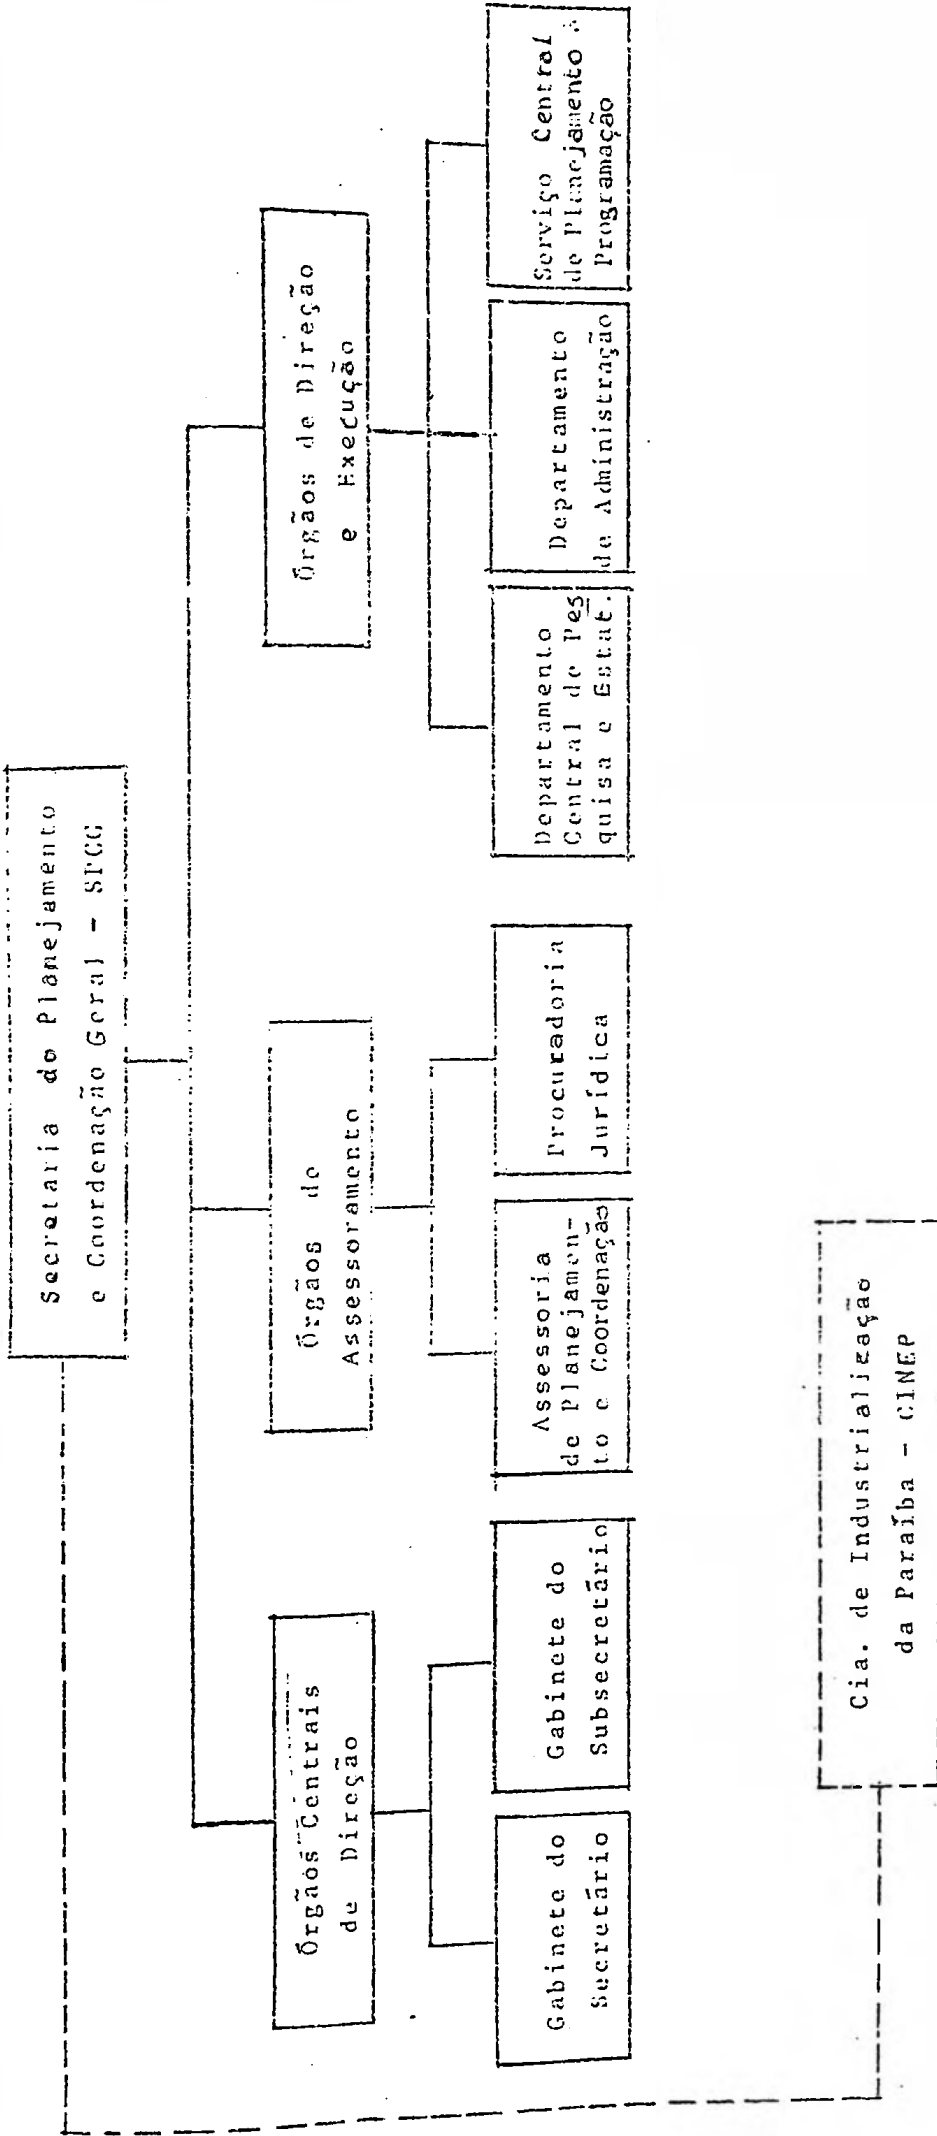 Secretaria do Planejamento
e Coordenação Geral - SPCG
Órgãos Centrais
de Direção
Órgãos de
Assessoramento
Órgãos de Direção
e Execução
Gabinete do
Secretário
Gabinete do
Subsecretário
Assessoria
de Planejamen-
to e Coordenação
Procuradoria
Jurídica
Departamento
Central de Pes
quisa e Estat.
Departamento
de Administração
Serviço Central
de Planejamento
Programação
Cia. de Industrialização
da Paraíba - CINEP